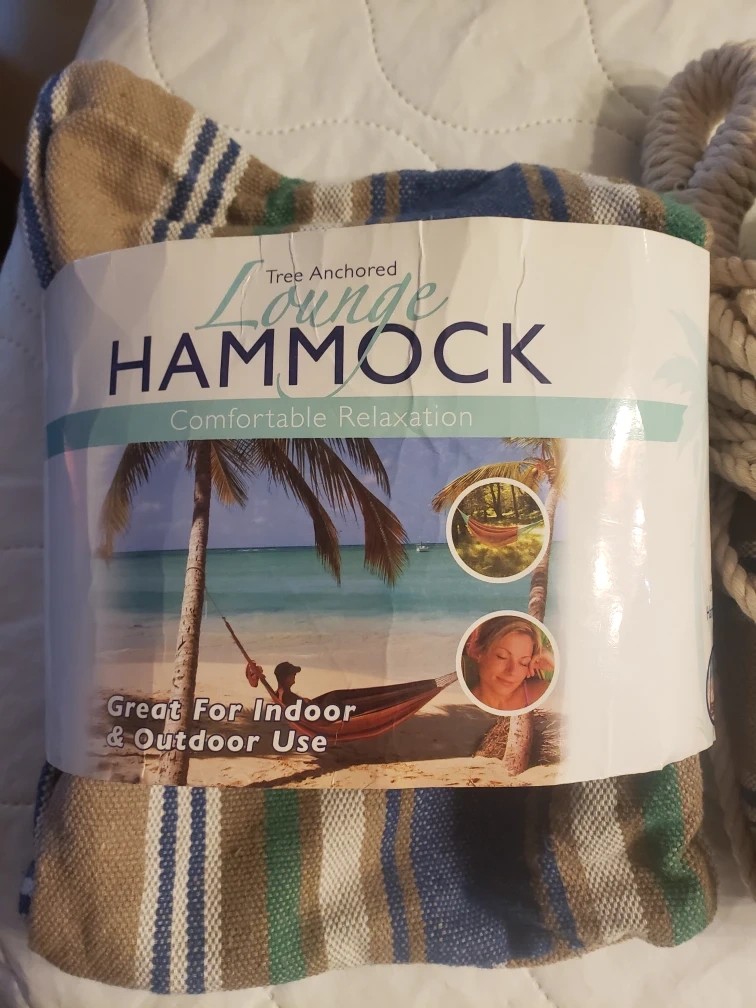 Tree Anchored
Lounge
HAMMOCK
Comfortable Relaxation
Great For Indoor
& Outdoor Use